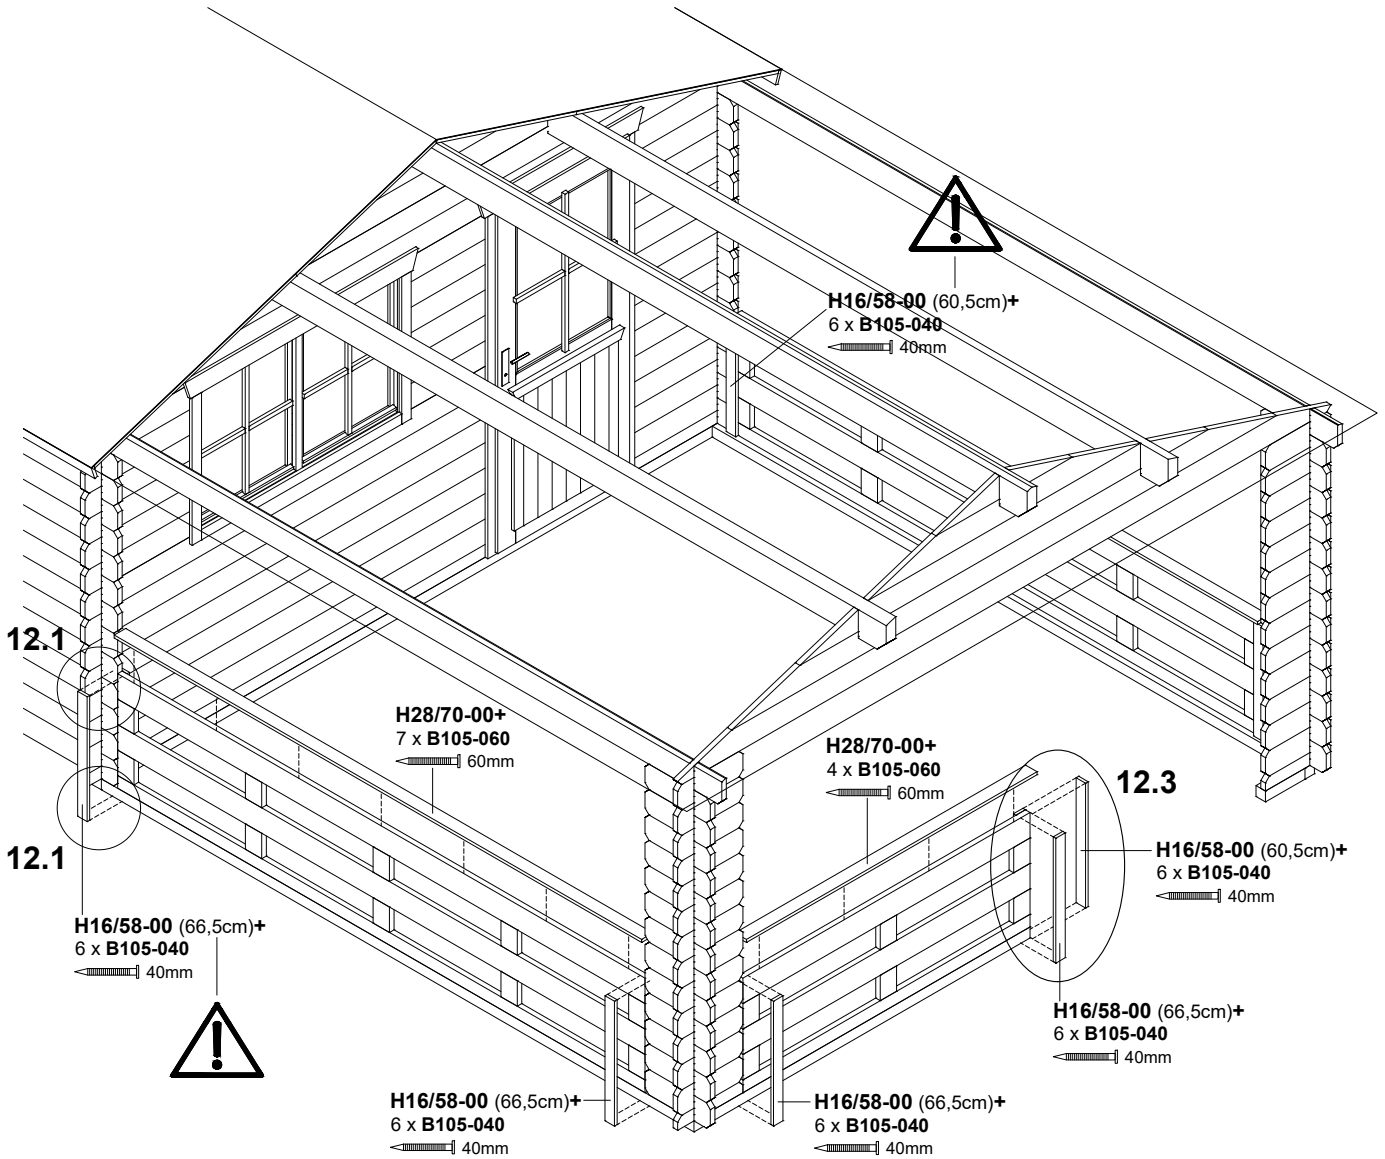 H16/58-00 (60,5cm)+
6 x B105-040
40mm
12.1
H28/70-00+
7 x B105-060
60mm
H28/70-00+
4 x B105-060
60mm
12.3
12.1
H16/58-00 (60,5cm)+
6 x B105-040
40mm
H16/58-00 (66,5cm)+
6 x B105-040
40mm
H16/58-00 (66,5cm)+
6 x B105-040
40mm
H16/58-00 (66,5cm)+
6 x B105-040
40mm
H16/58-00 (66,5cm)+
6 x B105-040
40mm